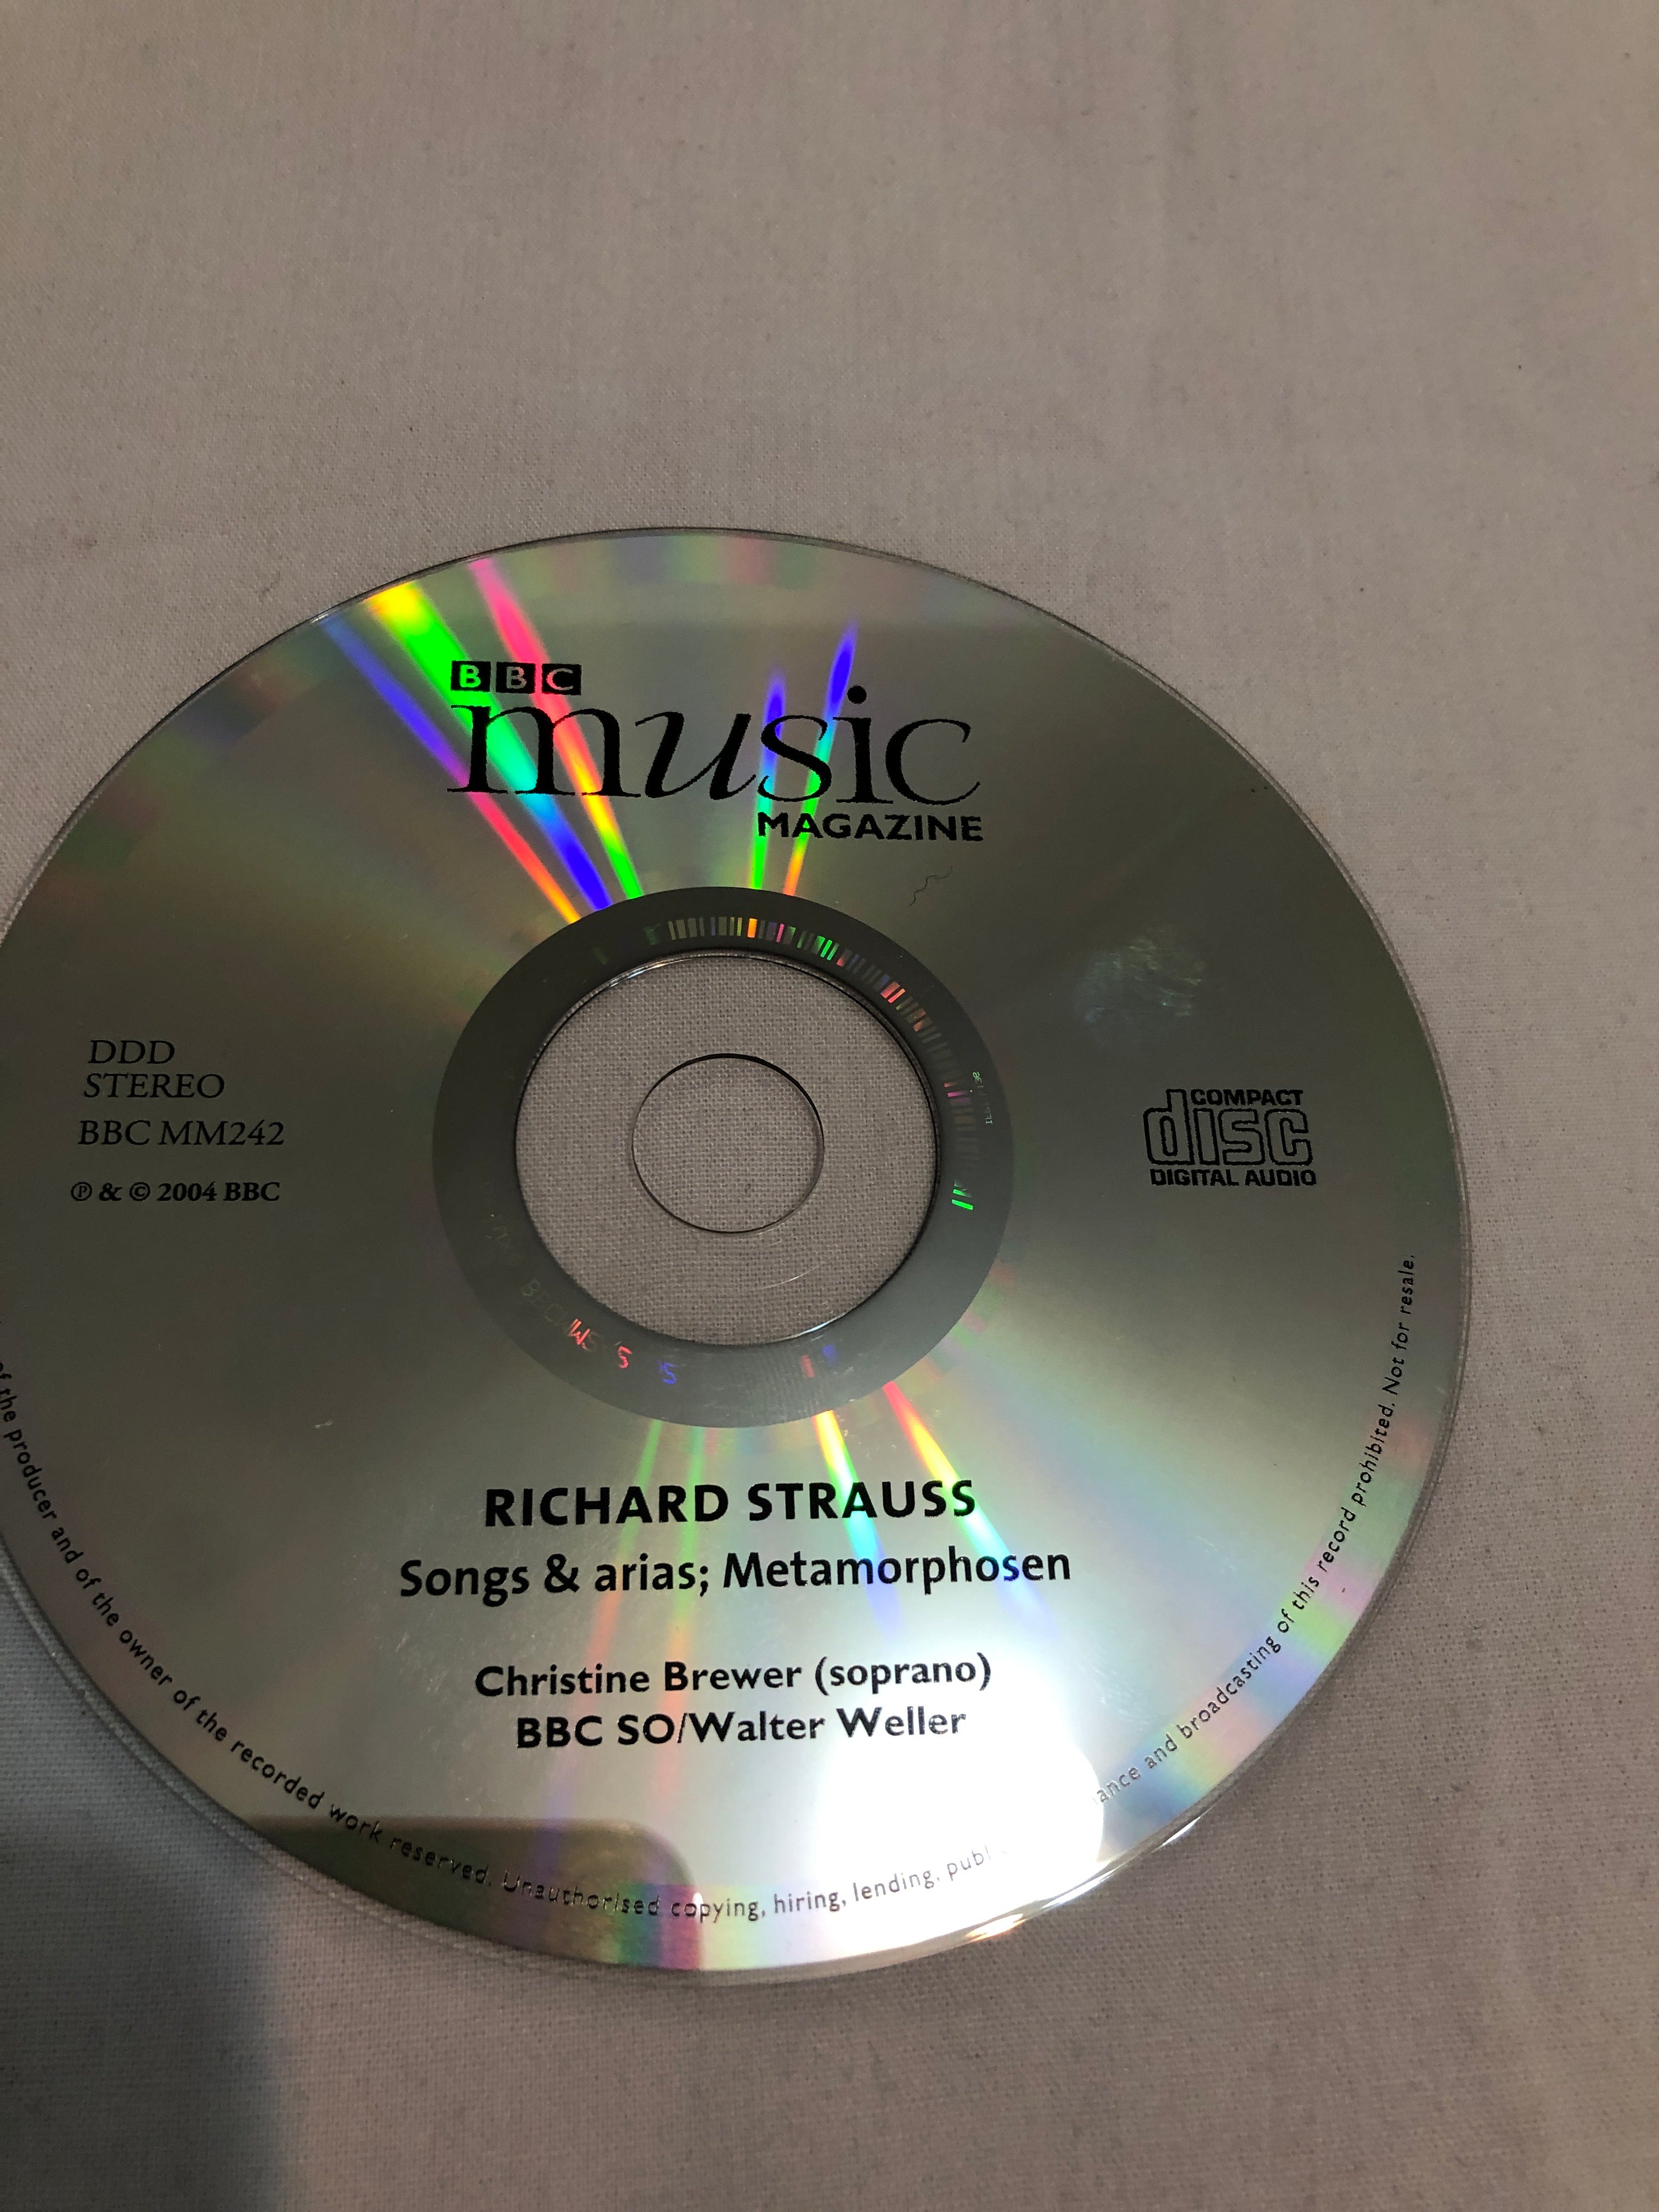 BBC
music
MAGAZINE
DDD
STEREO
BBC MM242
℗ & © 2004 BBC
COMPACT
disc
DIGITAL AUDIO
RICHARD STRAUSS
Songs & arias; Metamorphosen
Christine Brewer (soprano)
BBC SO/Walter Weller
of the producer and of the owner of the recorded work reserved. Unauthorised copying, hiring, lending, and broadcasting of this record prohibited. Not for resale.